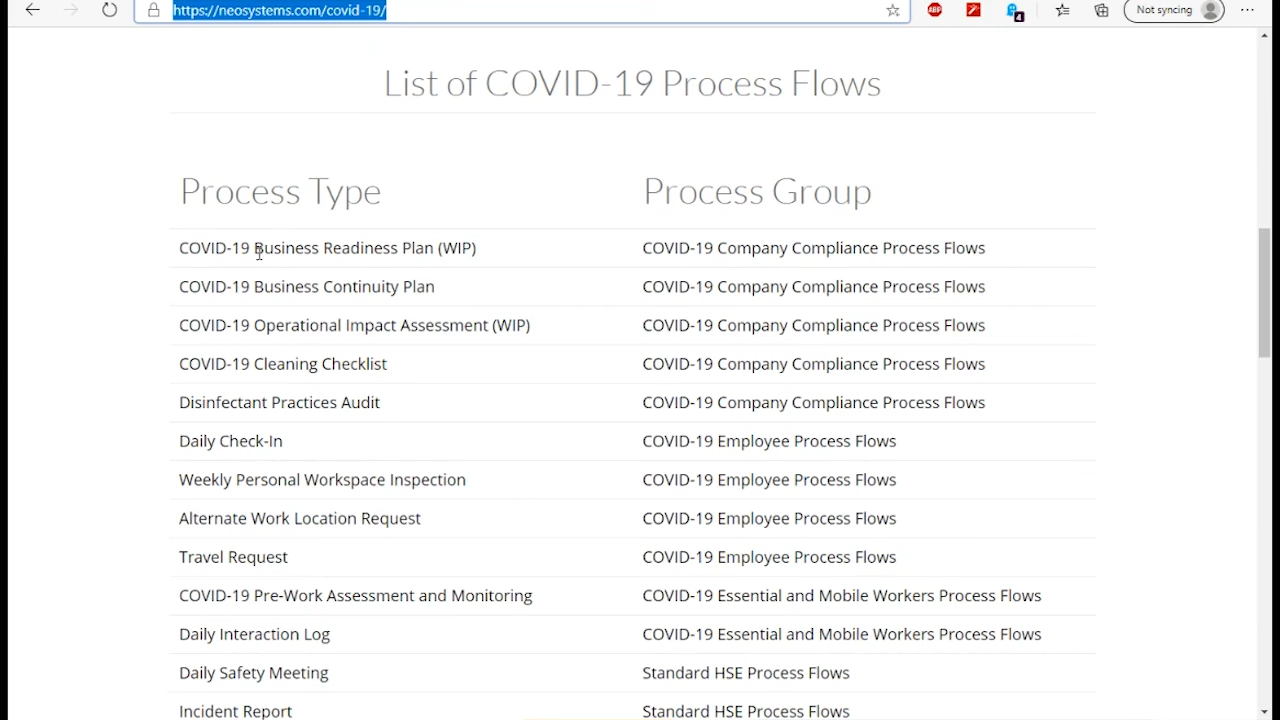 https://neosystems.com/covid-19/
4
Not syncing
List of COVID-19 Process Flows
Process Type Process Group
COVID-19 Business Readiness Plan (WIP) COVID-19 Company Compliance Process Flows
COVID-19 Business Continuity Plan COVID-19 Company Compliance Process Flows
COVID-19 Operational Impact Assessment (WIP) COVID-19 Company Compliance Process Flows
COVID-19 Cleaning Checklist COVID-19 Company Compliance Process Flows
Disinfectant Practices Audit COVID-19 Company Compliance Process Flows
Daily Check-In COVID-19 Employee Process Flows
Weekly Personal Workspace Inspection COVID-19 Employee Process Flows
Alternate Work Location Request COVID-19 Employee Process Flows
Travel Request COVID-19 Employee Process Flows
COVID-19 Pre-Work Assessment and Monitoring COVID-19 Essential and Mobile Workers Process Flows
Daily Interaction Log COVID-19 Essential and Mobile Workers Process Flows
Daily Safety Meeting Standard HSE Process Flows
Incident Report Standard HSE Process Flows